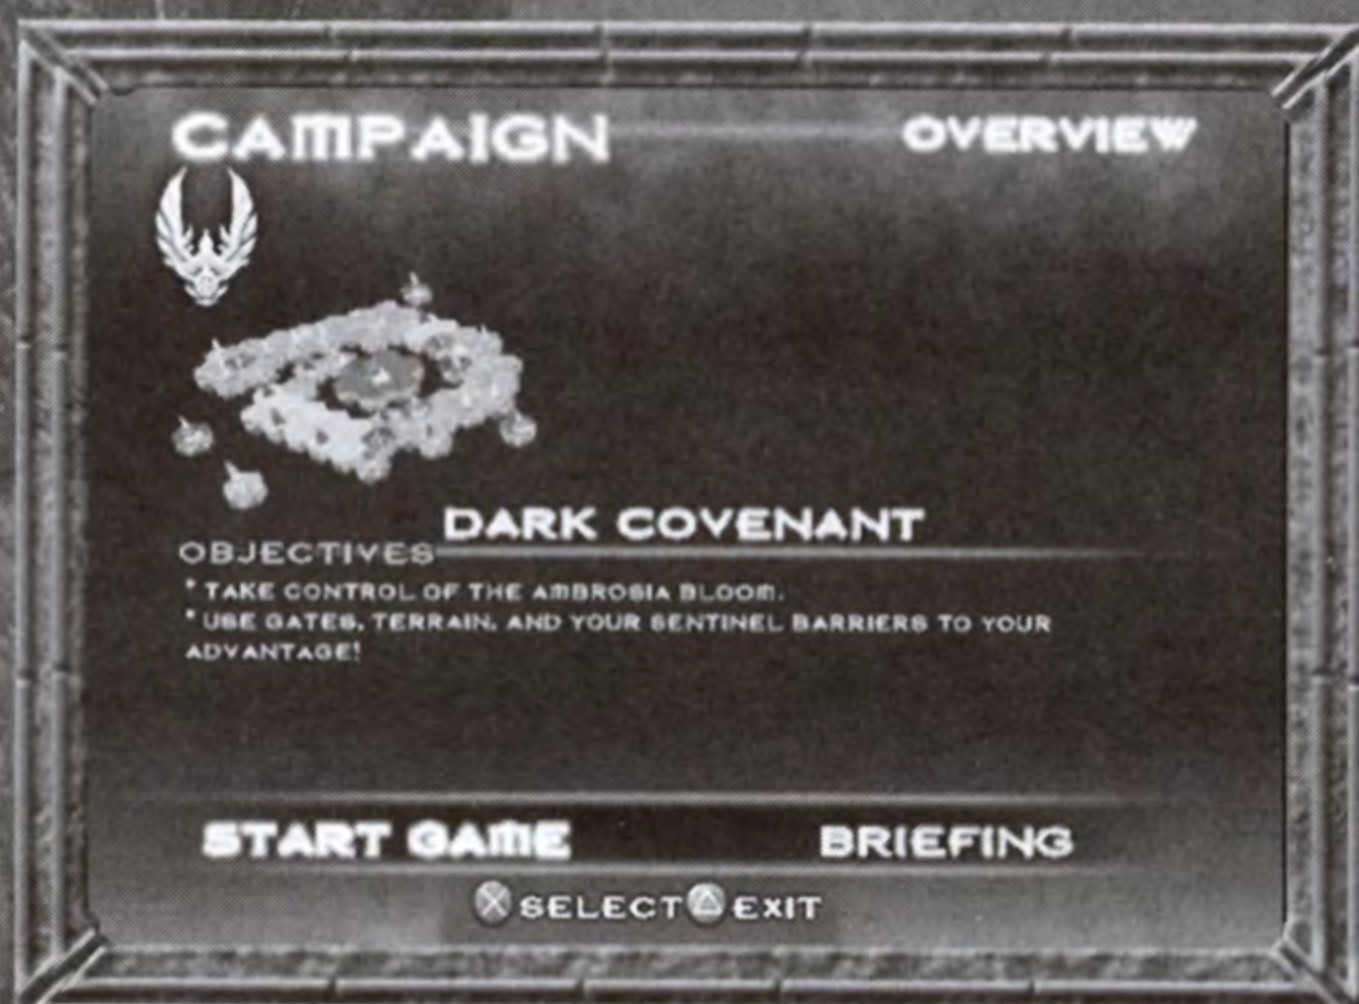 CAMPAIGN OVERVIEW
DARK COVENANT
OBJECTIVES
* TAKE CONTROL OF THE AMBROSIA BLOOM.
* USE GATES, TERRAIN, AND YOUR SENTINEL BARRIERS TO YOUR
ADVANTAGE!
START GAME BRIEFING
SELECT EXIT